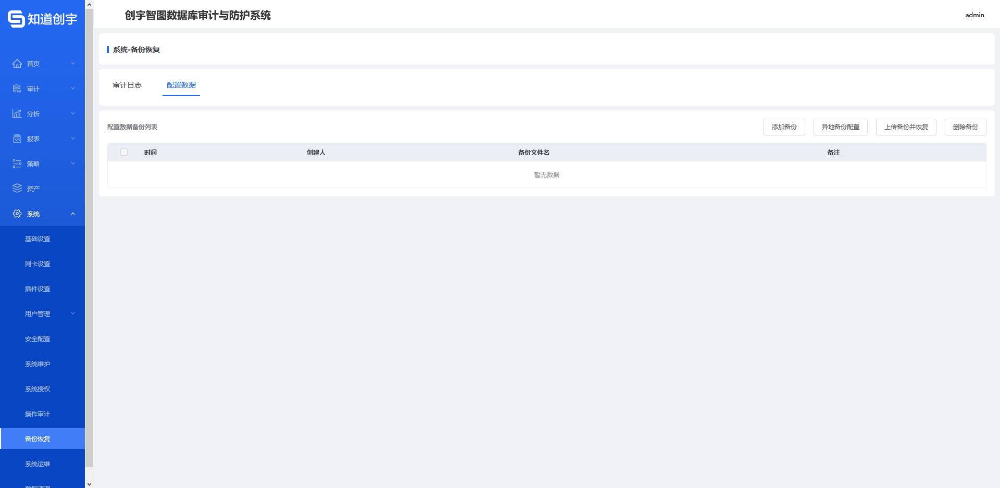 知道创宇
创宇智图数据库审计与防护系统
admin
首页
审计
分析
报表
策略
资产
系统
基础设置
网卡设置
插件设置
用户管理
安全配置
系统维护
系统授权
操作审计
备份恢复
系统运维
数据清理
系统-备份恢复
审计日志 配置数据
配置数据备份列表
添加备份 异地备份配置 上传备份并恢复 删除备份
时间 创建人 备份文件名 备注
暂无数据